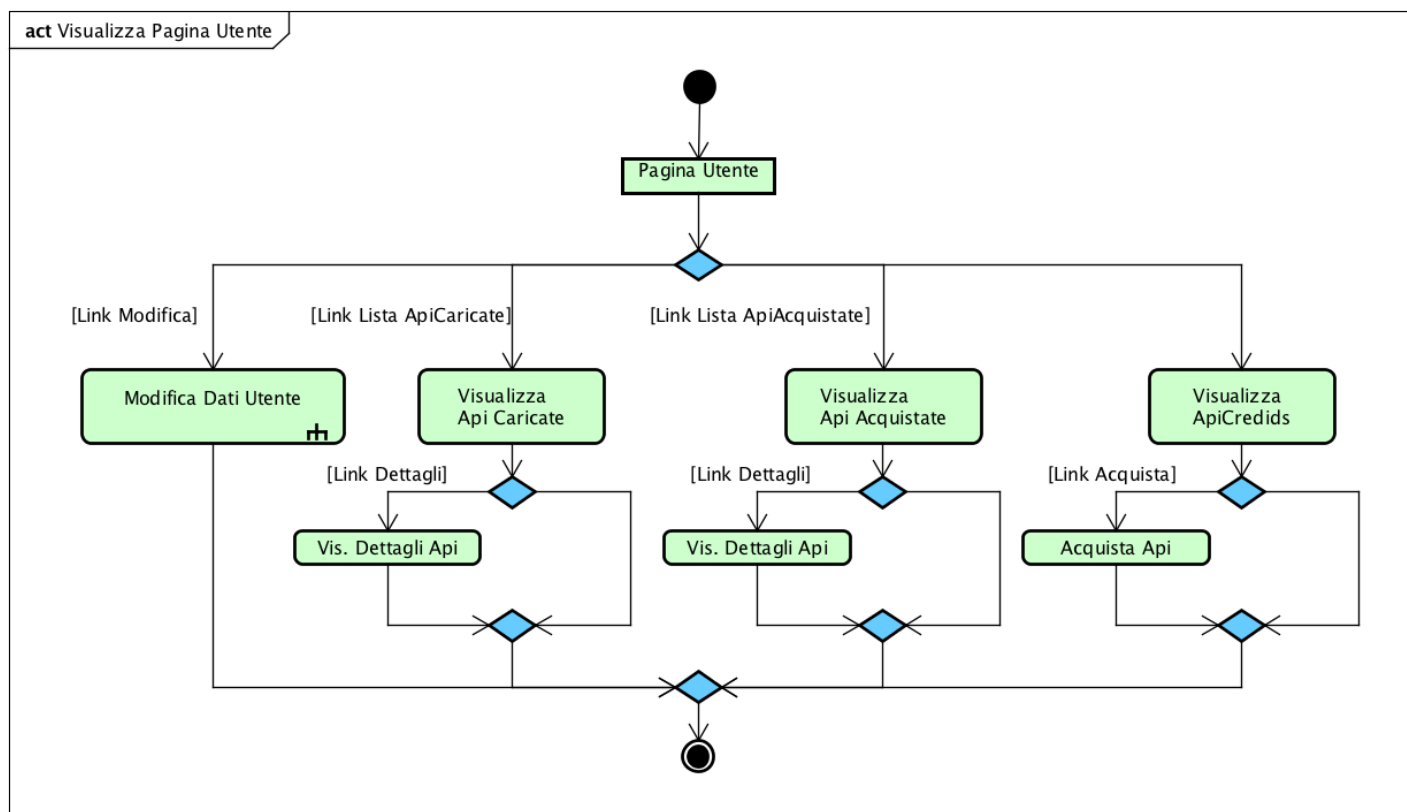 act Visualizza Pagina Utente
Pagina Utente
[Link Modifica]
[Link Lista ApiCaricate]
[Link Lista ApiAcquistate]
Modifica Dati Utente
Visualizza
Api Caricate
Visualizza
Api Acquistate
Visualizza
ApiCredids
[Link Dettagli]
[Link Dettagli]
[Link Acquista]
Vis. Dettagli Api
Vis. Dettagli Api
Acquista Api